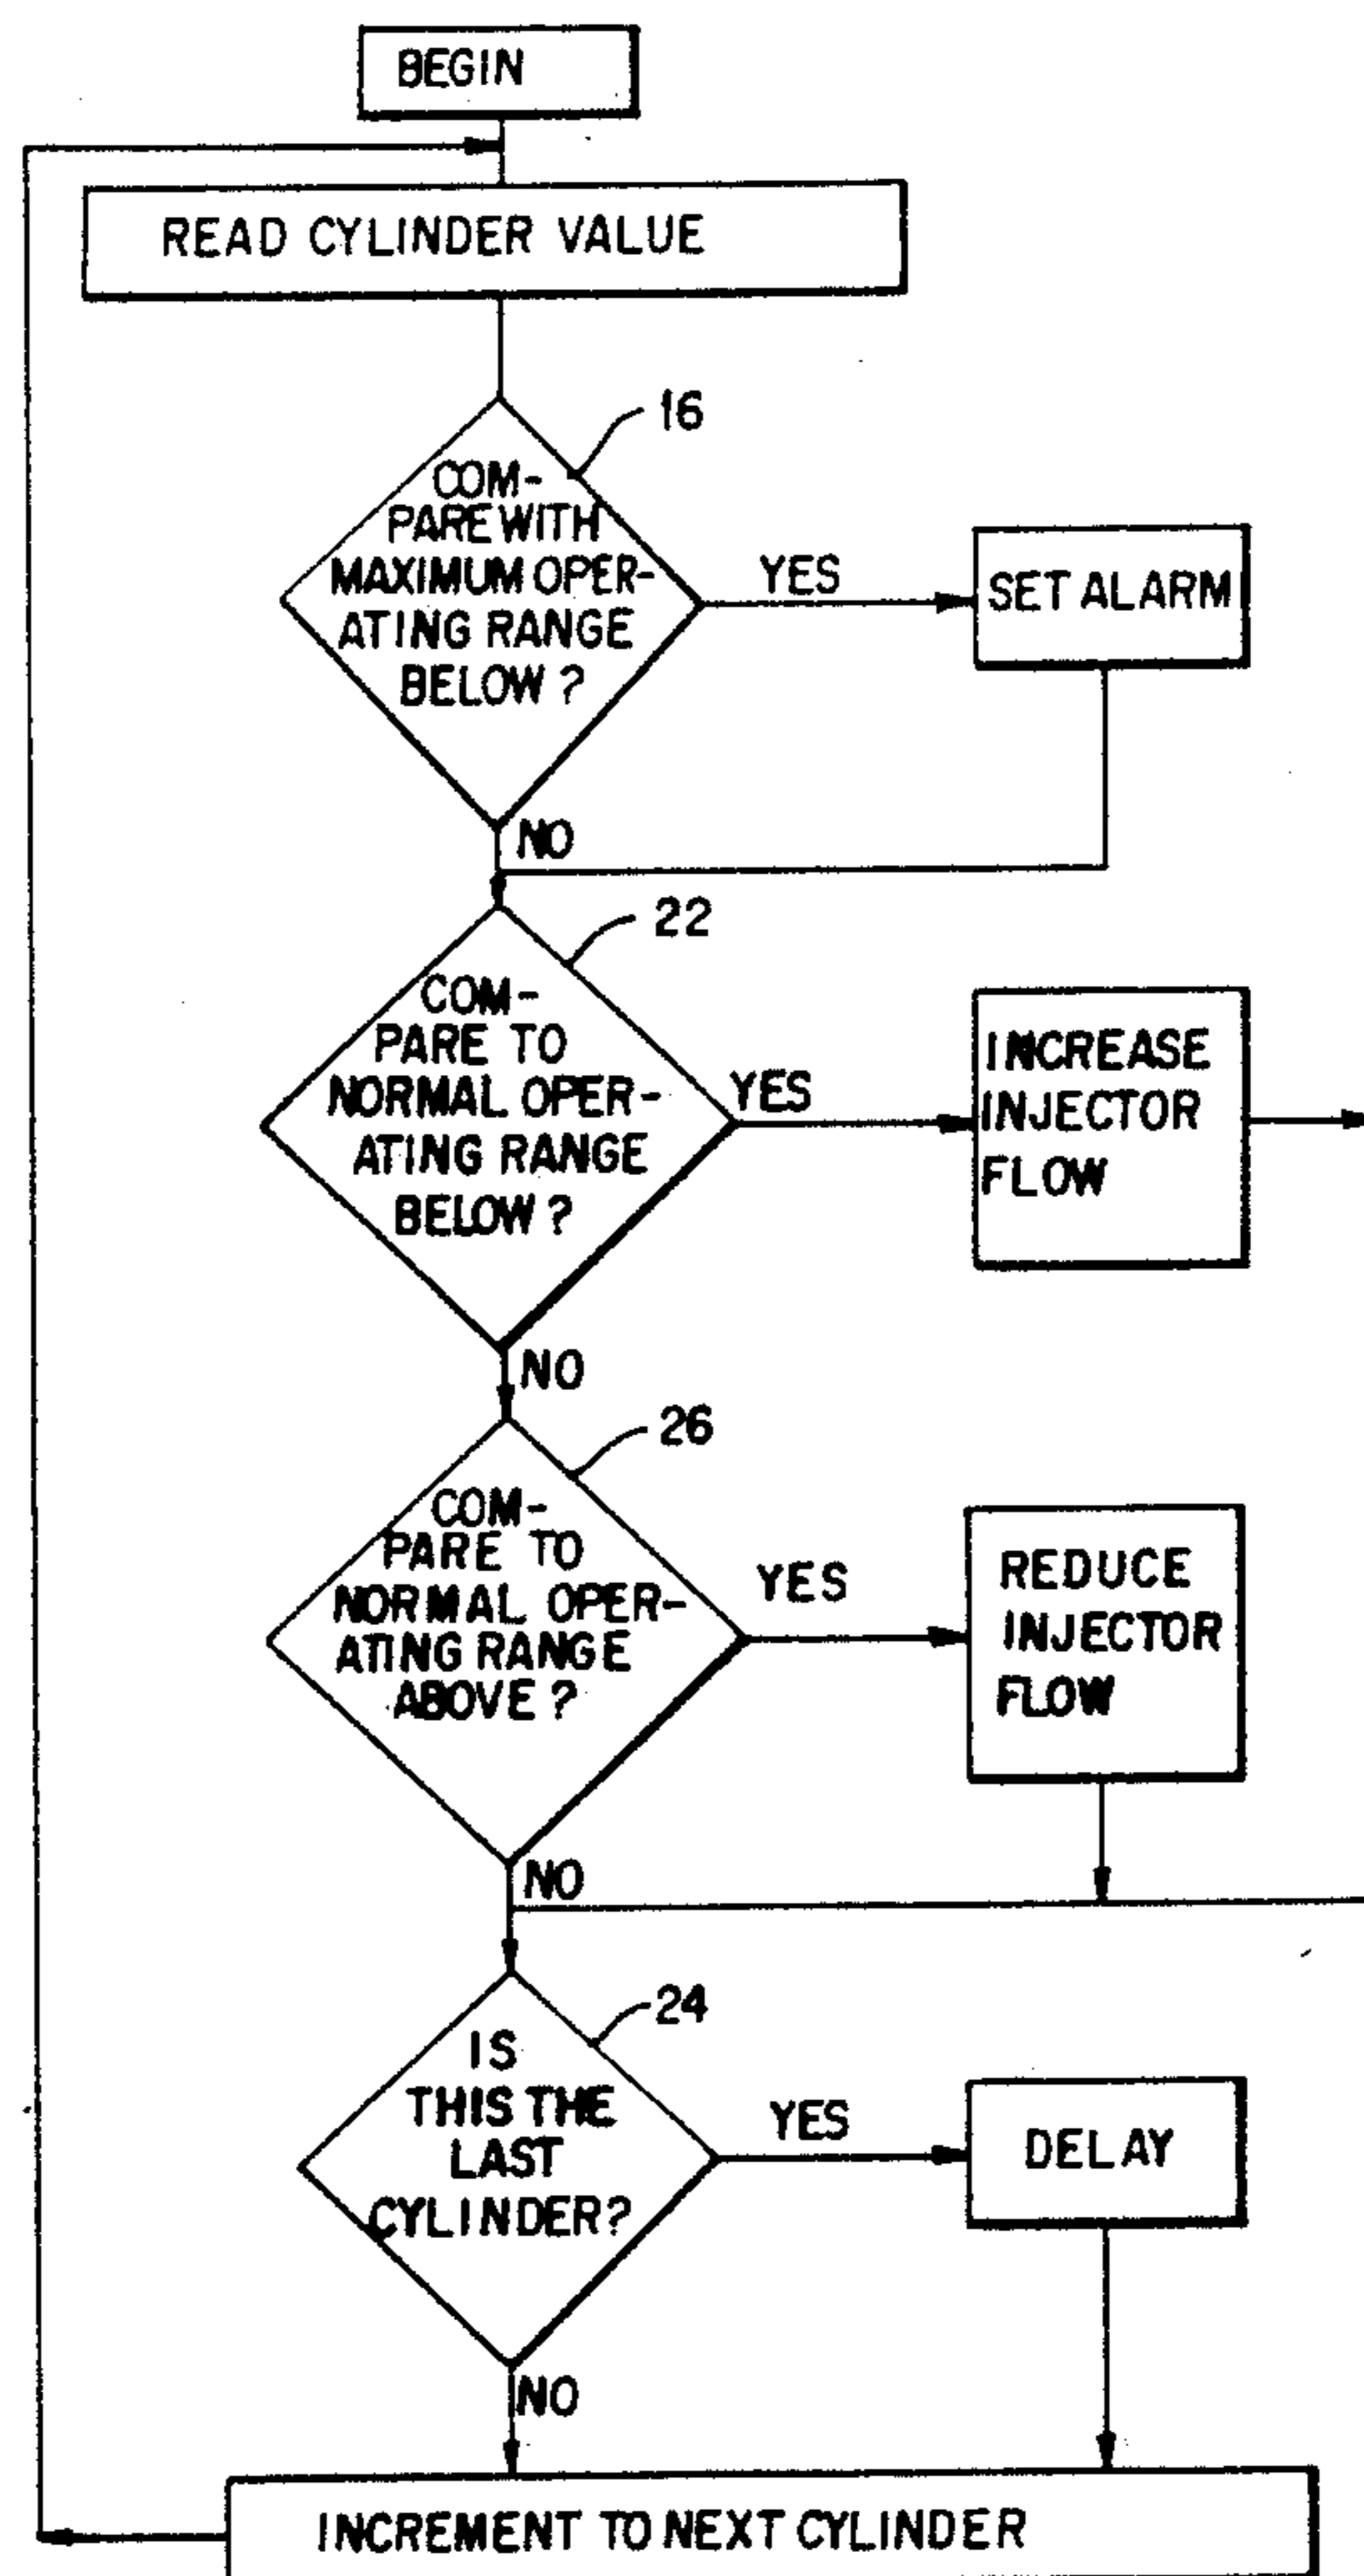 BEGIN
READ CYLINDER VALUE
16
COM-
PARE WITH
MAXIMUM OPER-
ATING RANGE
BELOW?
YES
SET ALARM
NO
22
COM-
PARE TO
NORMAL OPER-
ATING RANGE
BELOW?
YES
INCREASE
INJECTOR
FLOW
NO
26
COM-
PARE TO
NORMAL OPER-
ATING RANGE
ABOVE?
YES
REDUCE
INJECTOR
FLOW
NO
24
IS
THIS THE
LAST
CYLINDER?
YES
DELAY
NO
INCREMENT TO NEXT CYLINDER